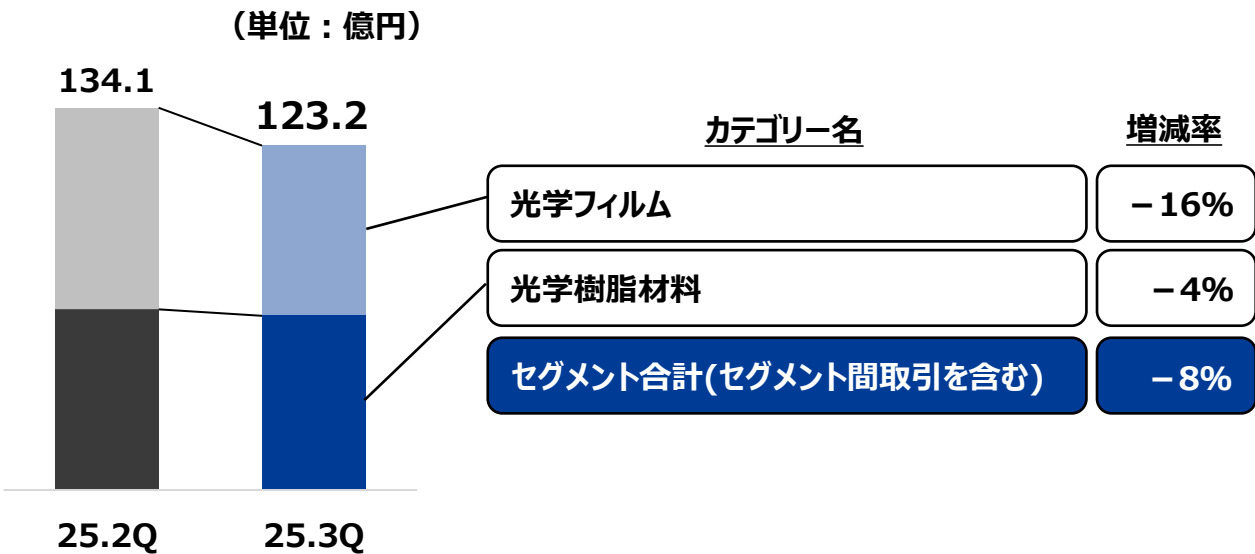 （単位：億円）
134.1
123.2
カテゴリー名 増減率
光学フィルム －16%
光学樹脂材料 －4%
セグメント合計(セグメント間取引を含む) －8%
25.2Q 25.3Q